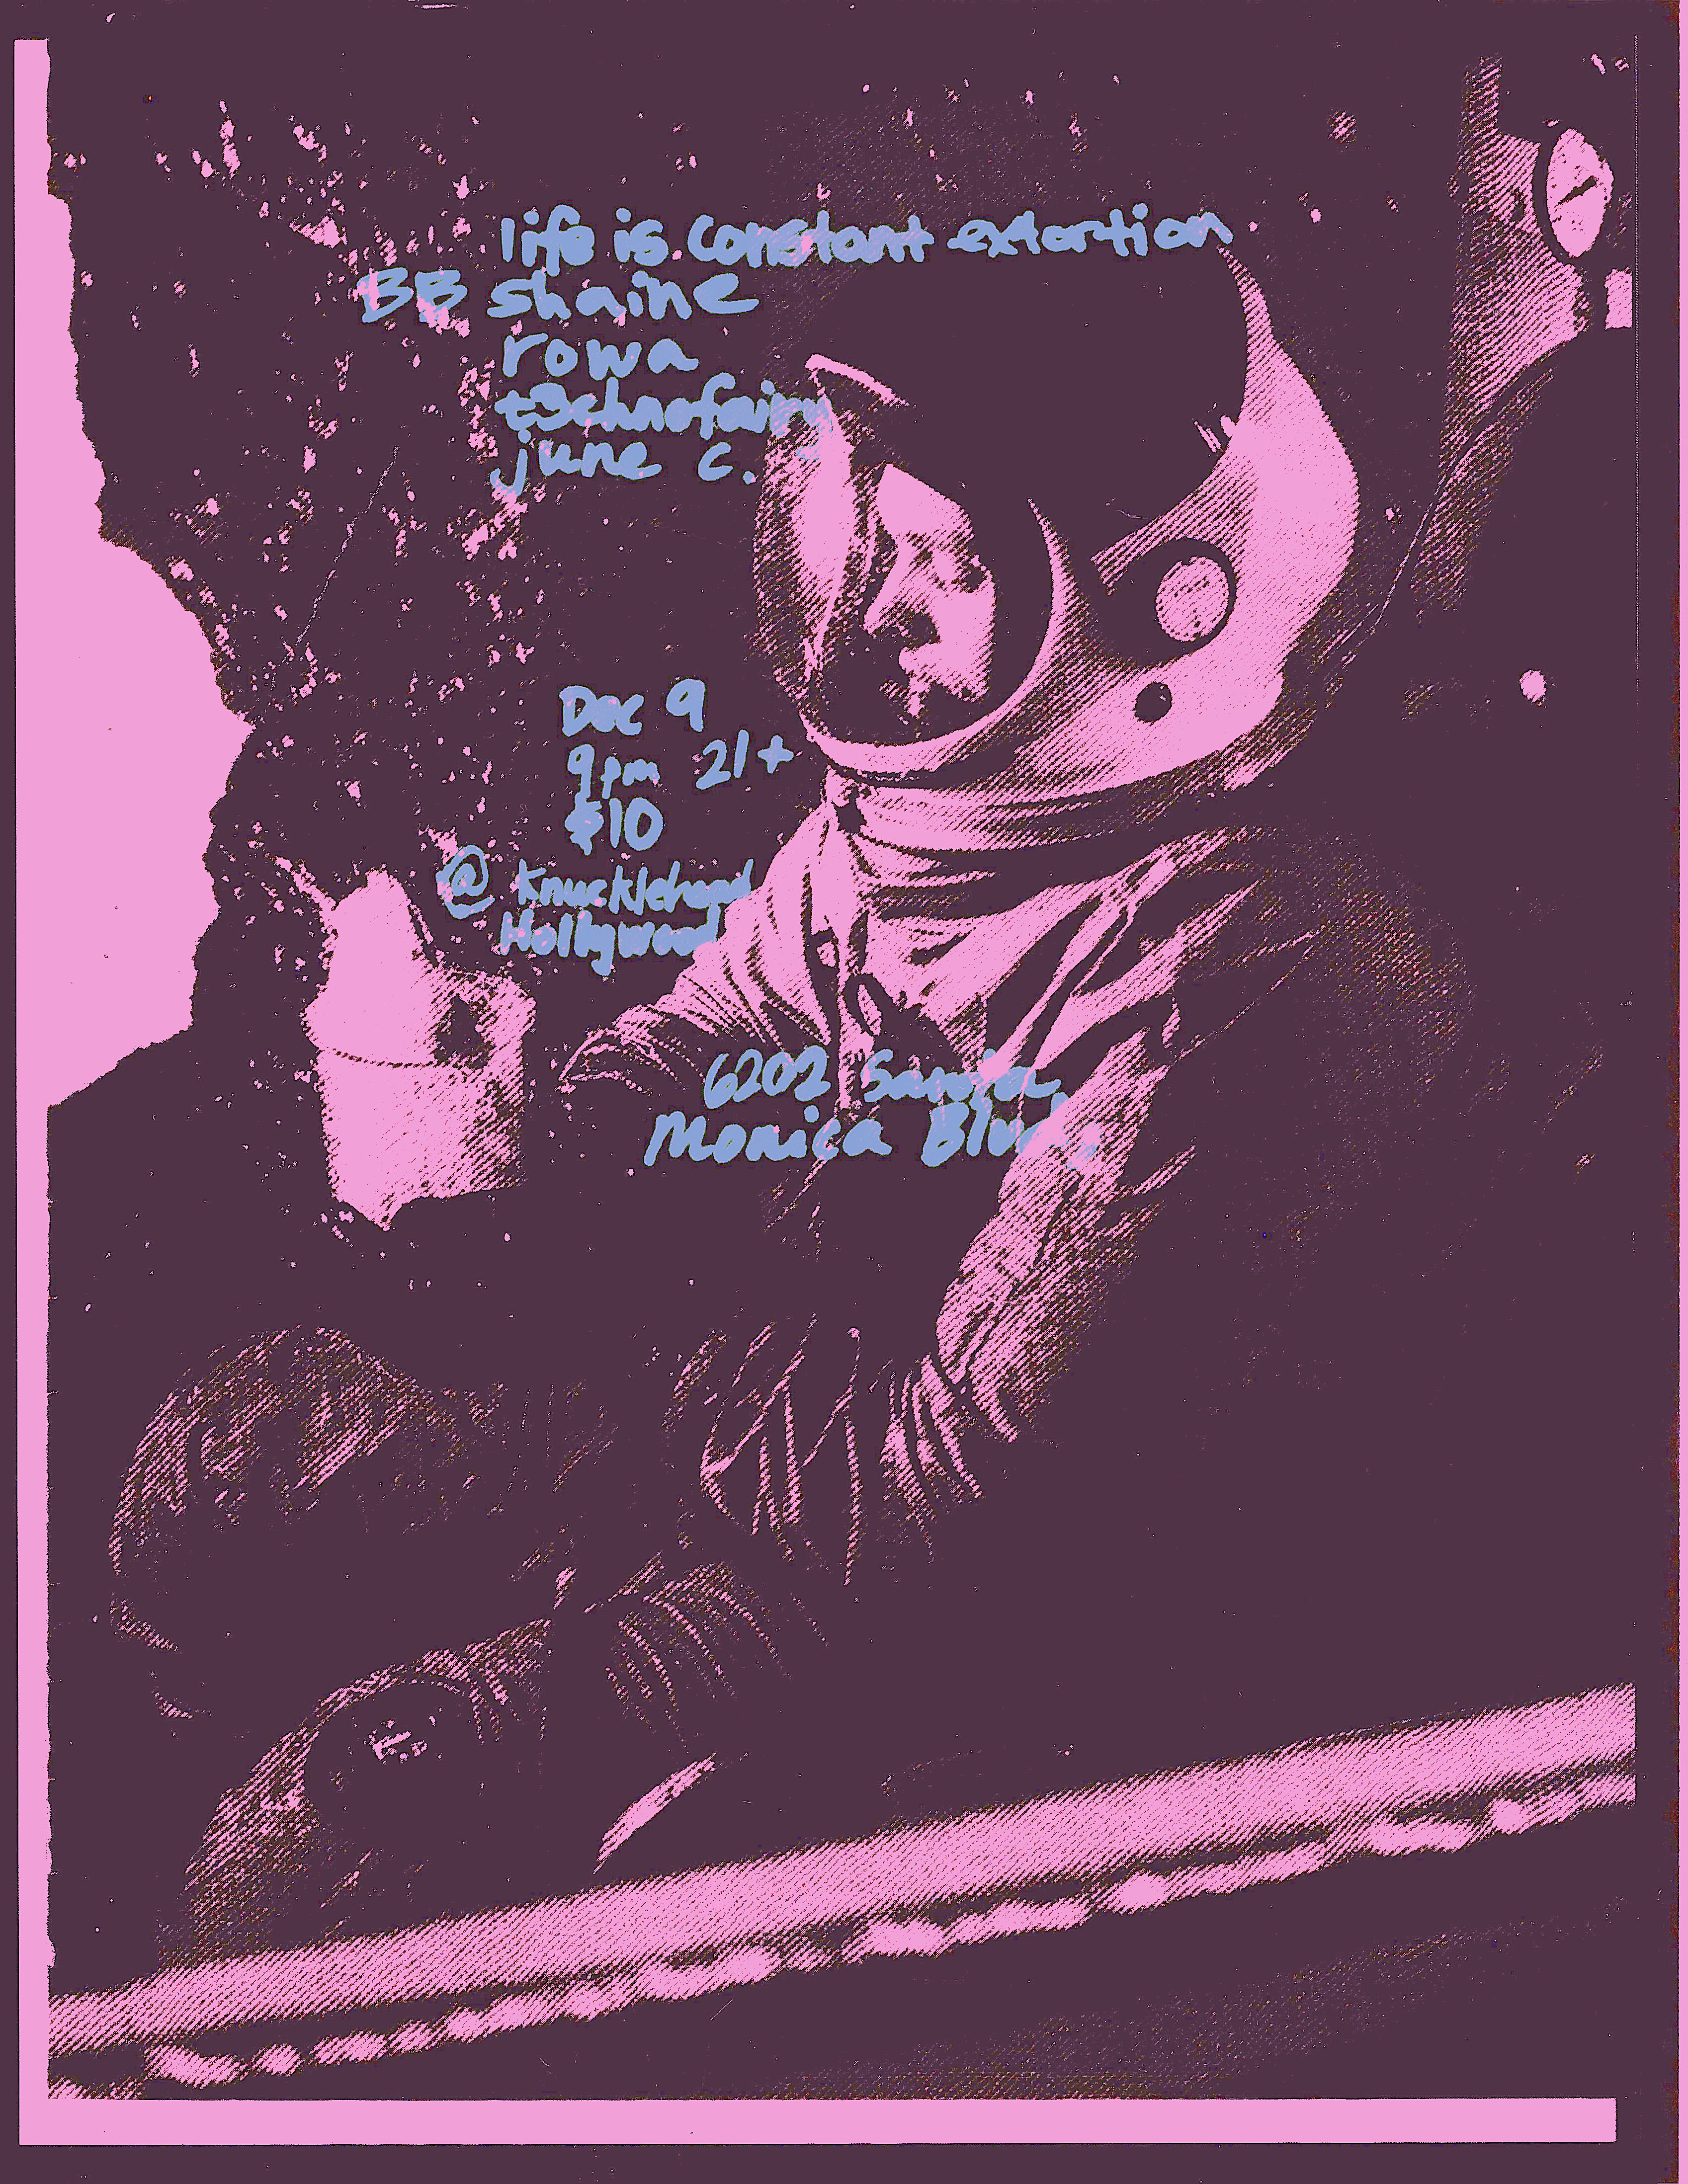 life is constant extortion
BB shaine
rowa
t3chnofairy
june c.
Dec 9
9pm 21+
$10
@ Knucklehead
Hollywood
6202 Santa
Monica Blvd.